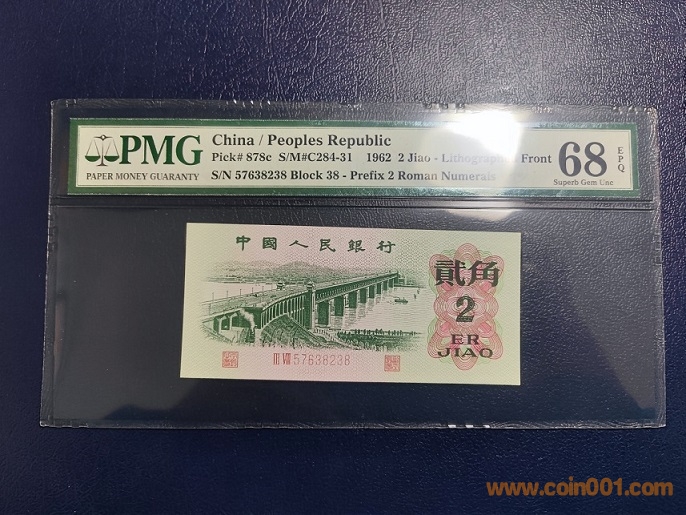 PMG
PAPER MONEY GUARANTY
China / Peoples Republic
Pick# 878c S/M#C284-31 1962 2 Jiao - Lithograph Front
S/N 57638238 Block 38 - Prefix 2 Roman Numerals
68 EPQ
Superb Gem Unc
中國人民銀行
貳角
2
ER
JIAO
III VIII 57638238
www.coin001.com